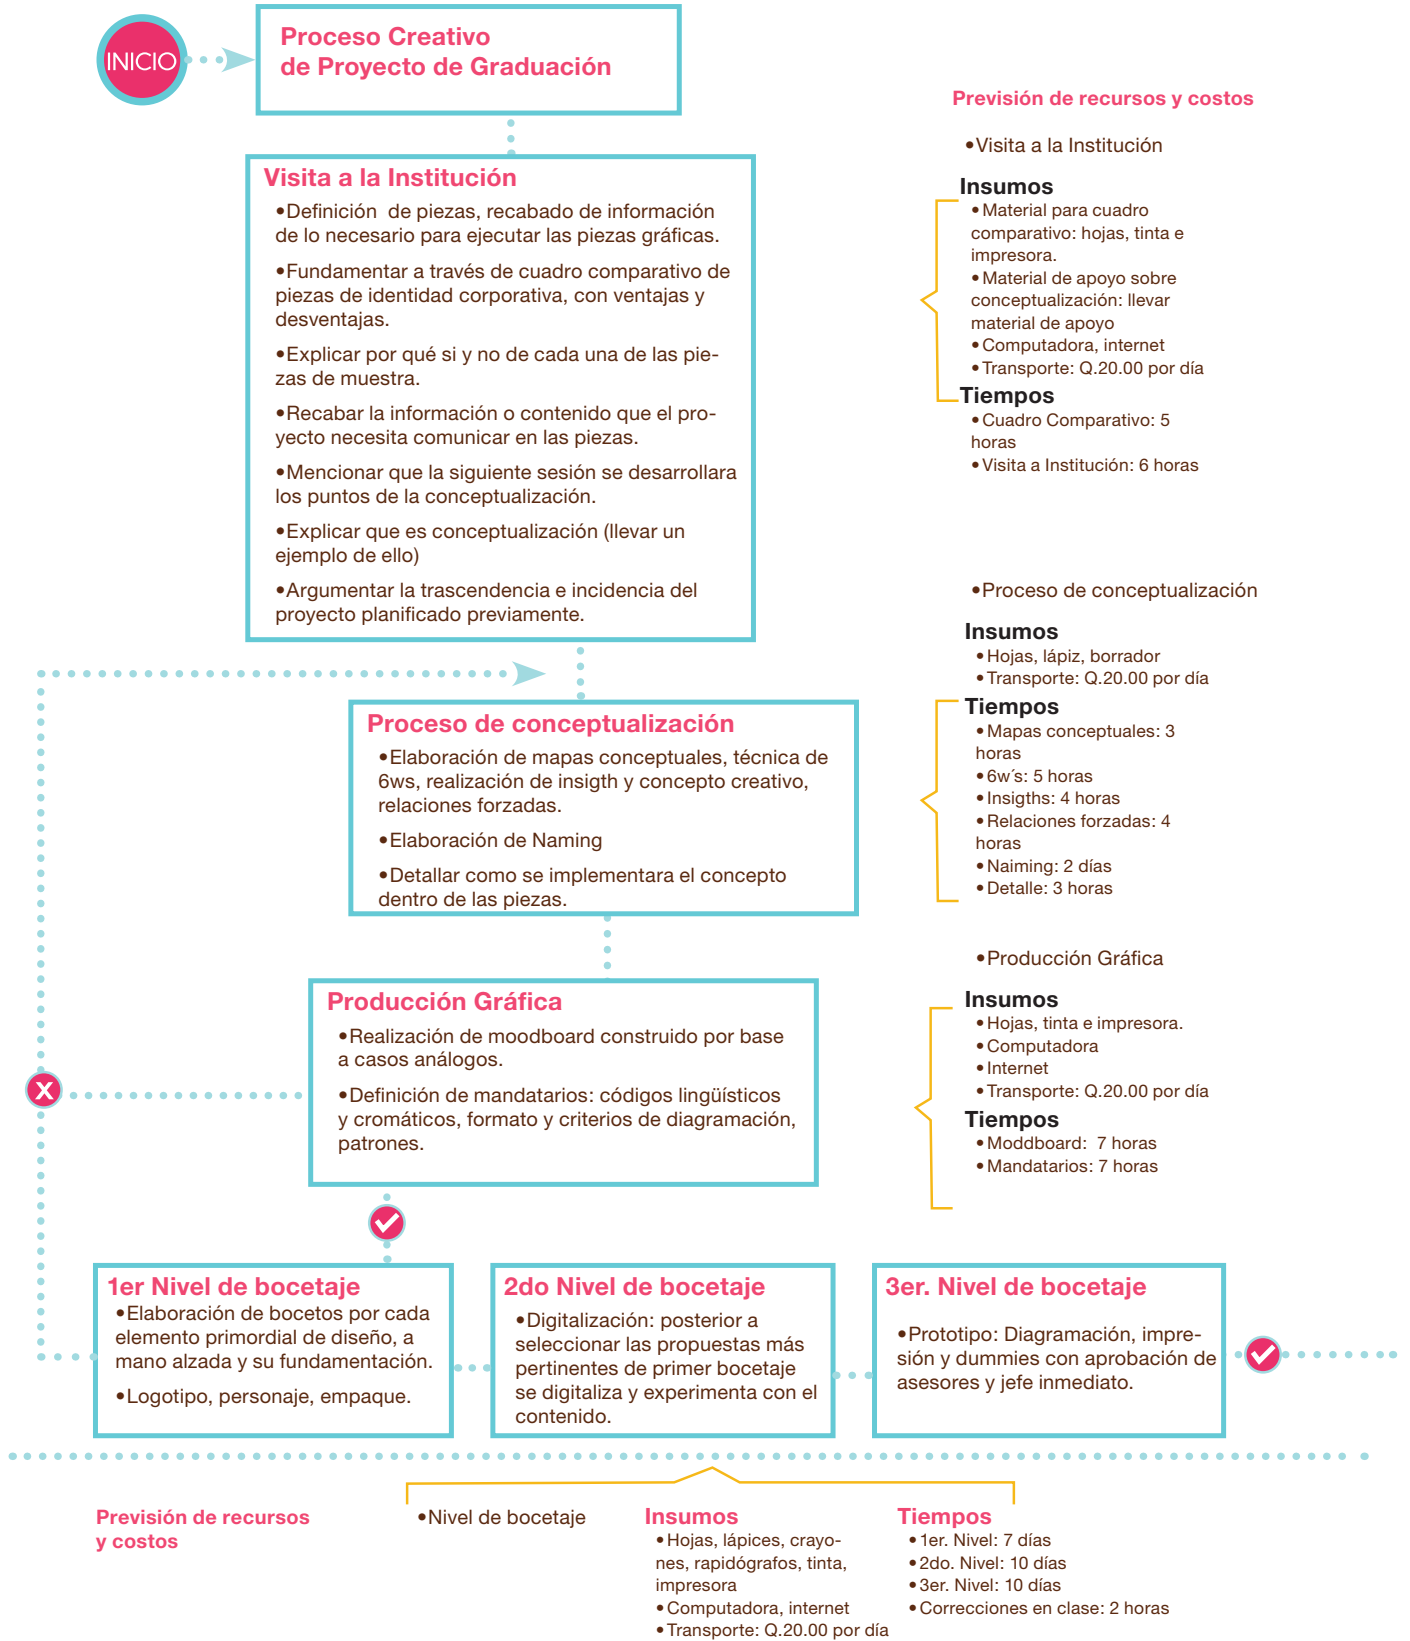 INICIO
Proceso Creativo
de Proyecto de Graduación
Visita a la Institución
•Definición  de piezas, recabado de información
de lo necesario para ejecutar las piezas gráficas.
•Fundamentar a través de cuadro comparativo de
piezas de identidad corporativa, con ventajas y
desventajas.
•Explicar por qué si y no de cada una de las pie-
zas de muestra.
•Recabar la información o contenido que el pro-
yecto necesita comunicar en las piezas.
•Mencionar que la siguiente sesión se desarrollara
los puntos de la conceptualización.
•Explicar que es conceptualización (llevar un
ejemplo de ello)
•Argumentar la trascendencia e incidencia del
proyecto planificado previamente.
Previsión de recursos y costos
•Visita a la Institución
Insumos
•Material para cuadro
comparativo: hojas, tinta e
impresora.
•Material de apoyo sobre
conceptualización: llevar
material de apoyo
•Computadora, internet
•Transporte: Q.20.00 por día
Tiempos
•Cuadro Comparativo: 5
horas
•Visita a Institución: 6 horas
Proceso de conceptualización
•Elaboración de mapas conceptuales, técnica de
6ws, realización de insigth y concepto creativo,
relaciones forzadas.
•Elaboración de Naming
•Detallar como se implementara el concepto
dentro de las piezas.
•Proceso de conceptualización
Insumos
•Hojas, lápiz, borrador
•Transporte: Q.20.00 por día
Tiempos
•Mapas conceptuales: 3
horas
•6w´s: 5 horas
•Insigths: 4 horas
•Relaciones forzadas: 4
horas
•Naiming: 2 días
•Detalle: 3 horas
Producción Gráfica
•Realización de moodboard construido por base
a casos análogos.
•Definición de mandatarios: códigos lingüísticos
y cromáticos, formato y criterios de diagramación,
patrones.
X
•Producción Gráfica
Insumos
•Hojas, tinta e impresora.
•Computadora
•Internet
•Transporte: Q.20.00 por día
Tiempos
•Moddboard:  7 horas
•Mandatarios: 7 horas
1er Nivel de bocetaje
•Elaboración de bocetos por cada
elemento primordial de diseño, a
mano alzada y su fundamentación.
•Logotipo, personaje, empaque.
2do Nivel de bocetaje
•Digitalización: posterior a
seleccionar las propuestas más
pertinentes de primer bocetaje
se digitaliza y experimenta con el
contenido.
3er. Nivel de bocetaje
•Prototipo: Diagramación, impre-
sión y dummies con aprobación de
asesores y jefe inmediato.
Previsión de recursos
y costos
•Nivel de bocetaje
Insumos
•Hojas, lápices, crayo-
nes, rapidógrafos, tinta,
impresora
•Computadora, internet
•Transporte: Q.20.00 por día
Tiempos
•1er. Nivel: 7 días
•2do. Nivel: 10 días
•3er. Nivel: 10 días
•Correcciones en clase: 2 horas